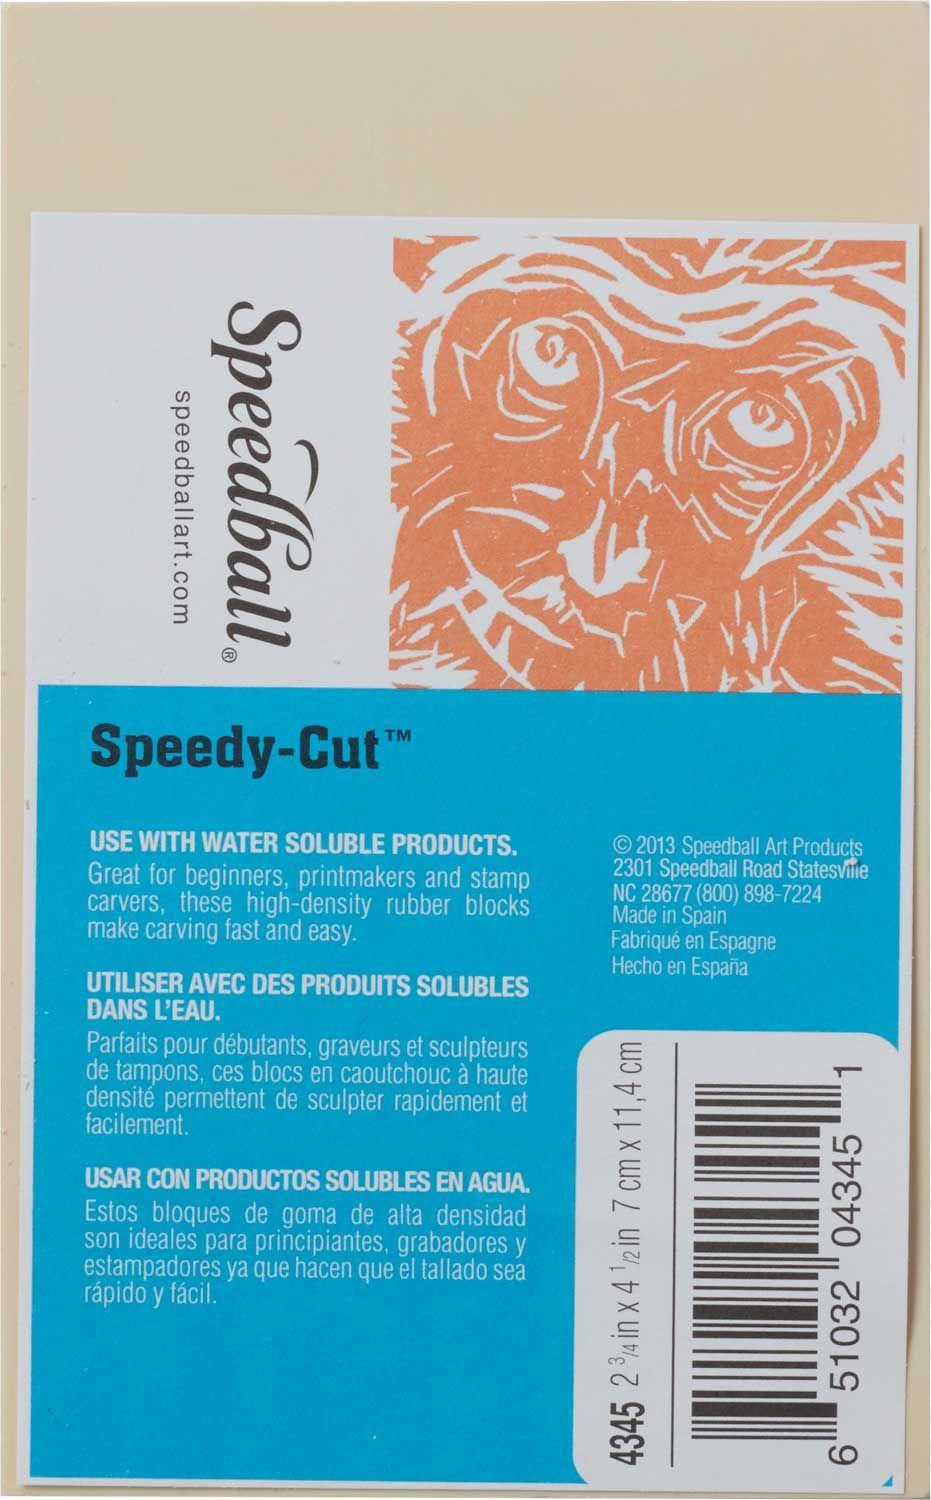 Speedball®
speedballart.com
Speedy-Cut™
USE WITH WATER SOLUBLE PRODUCTS.
Great for beginners, printmakers and stamp
carvers, these high-density rubber blocks
make carving fast and easy.
UTILISER AVEC DES PRODUITS SOLUBLES
DANS L'EAU.
Parfaits pour débutants, graveurs et sculpteurs
de tampons, ces blocs en caoutchouc à haute
densité permettent de sculpter rapidement et
facilement.
USAR CON PRODUCTOS SOLUBLES EN AGUA.
Estos bloques de goma de alta densidad
son ideales para principiantes, grabadores y
estampadores ya que hacen que el tallado sea
rápido y fácil.
© 2013 Speedball Art Products
2301 Speedball Road Statesville
NC 28677 (800) 898-7224
Made in Spain
Fabriqué en Espagne
Hecho en España
4345 2 3/4 in x 4 1/2 in 7 cm x 11,4 cm
6 51032 04345 1